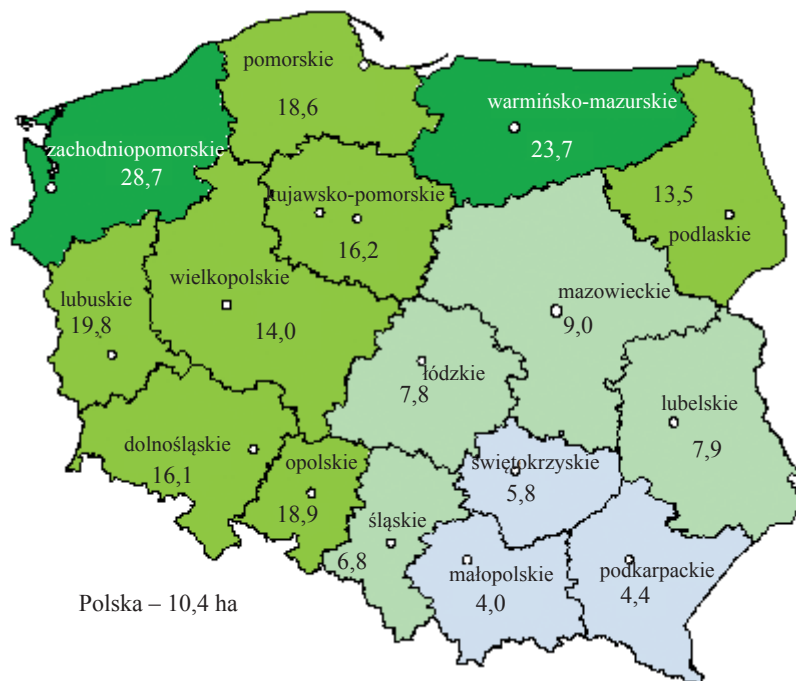 pomorskie
18,6
warmińsko-mazurskie
23,7
zachodniopomorskie
28,7
kujawsko-pomorskie
16,2
13,5
podlaskie
wielkopolskie
14,0
lubuskie
19,8
mazowieckie
9,0
łódzkie
7,8
lubelskie
7,9
dolnośląskie
16,1
opolskie
18,9
świętokrzyskie
5,8
śląskie
6,8
małopolskie
4,0
podkarpackie
4,4
Polska – 10,4 ha